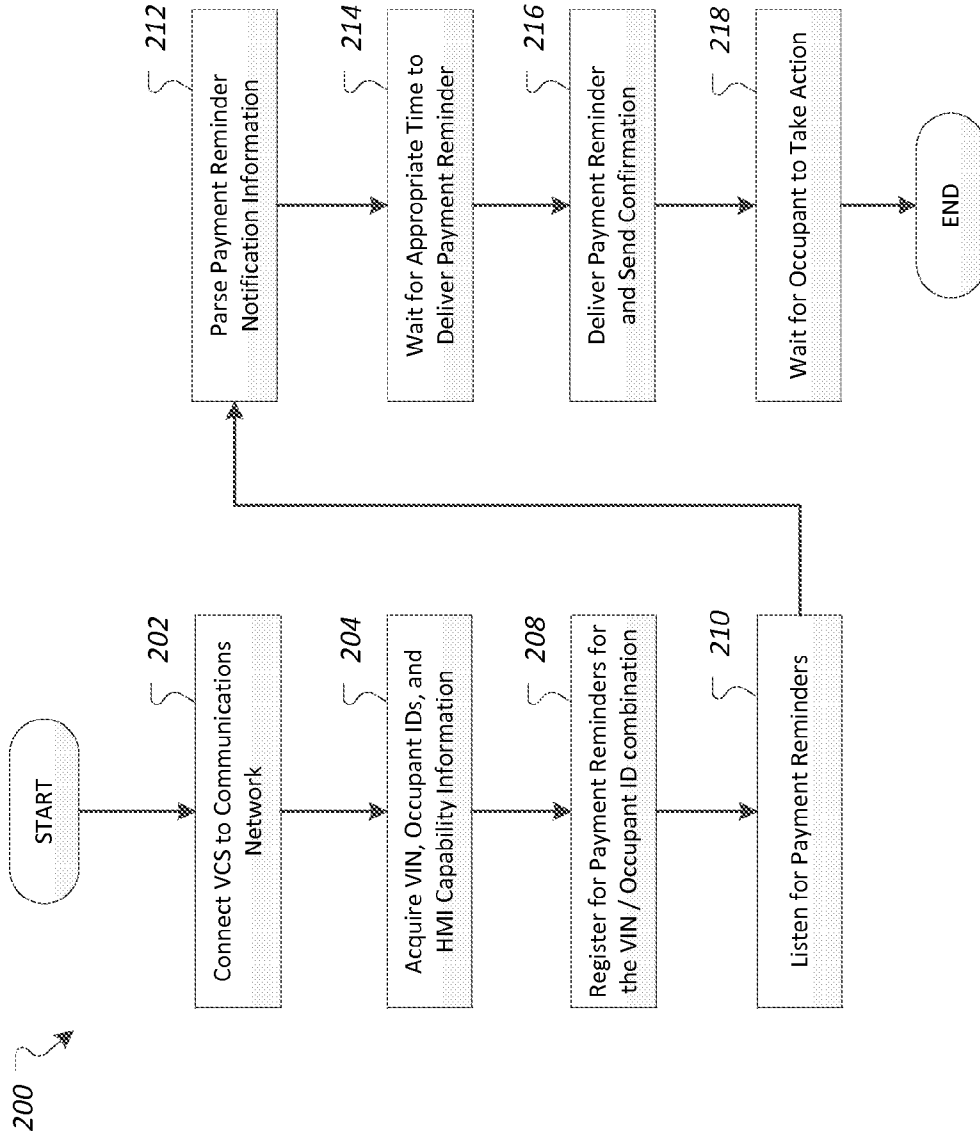 200
START
202
Connect VCS to Communications
Network
204
Acquire VIN, Occupant IDs, and
HMI Capability Information
208
Register for Payment Reminders for
the VIN / Occupant ID combination
210
Listen for Payment Reminders
212
Parse Payment Reminder
Notification Information
214
Wait for Appropriate Time to
Deliver Payment Reminder
216
Deliver Payment Reminder
and Send Confirmation
218
Wait for Occupant to Take Action
END